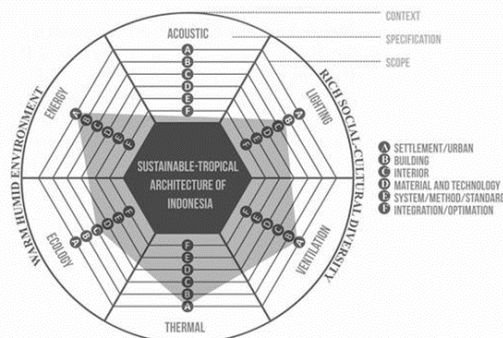 CONTEXT
ACOUSTIC
SPECIFICATION
SCOPE
A
B
C
D
E
F
ENERGY
A B C D E F
LIGHTING
F E D C B A
WARM HUMID ENVIRONMENT
RICH SOCIAL-CULTURAL DIVERSITY
SUSTAINABLE-TROPICAL
ARCHITECTURE OF
INDONESIA
A SETTLEMENT/URBAN
B BUILDING
C INTERIOR
D MATERIAL AND TECHNOLOGY
E SYSTEM/METHOD/STANDARD
F INTEGRATION/OPTIMATION
ECOLOGY
A B C D E F
VENTILATION
F E D C B A
F
E
D
C
B
A
THERMAL